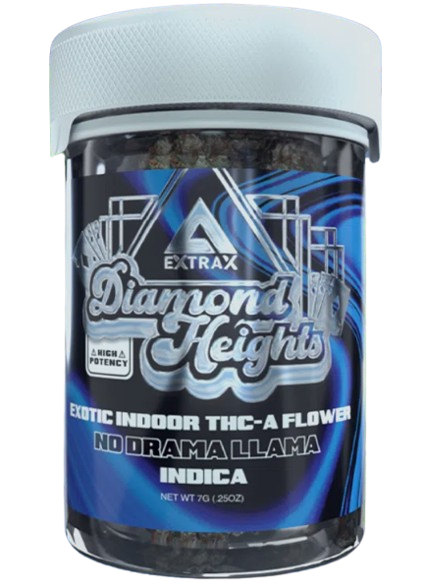 EXTRAX
Diamond
Heights
HIGH
POTENCY
EXOTIC INDOOR THC-A FLOWER
NO DRAMA LLAMA
INDICA
NET WT 7G (.25OZ)